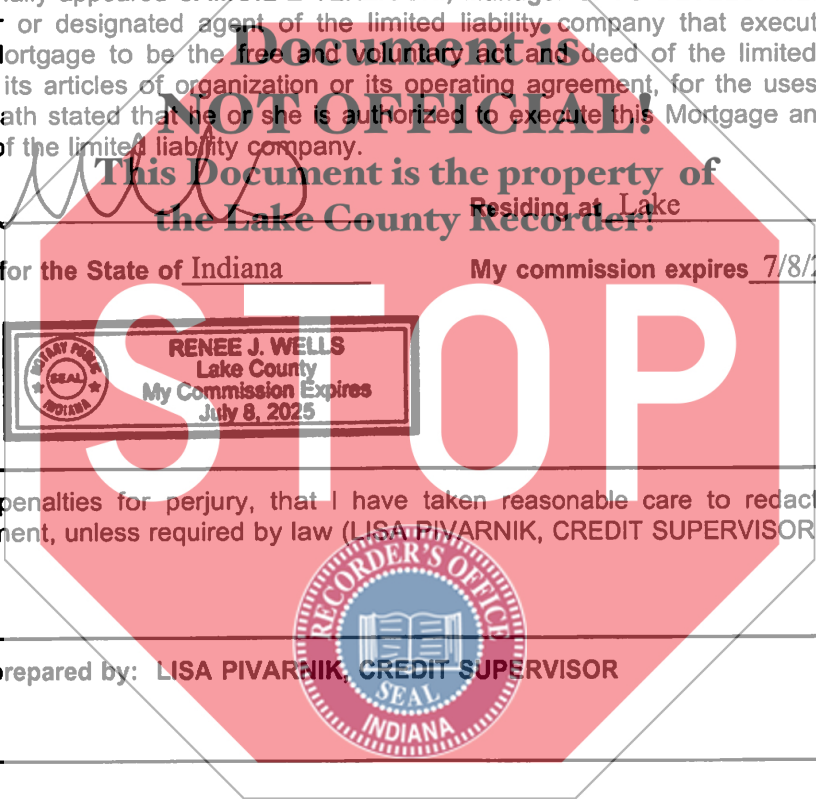 or designated agent of the limited liability company that execut
ortgage to be the free and voluntary act and deed of the limited
its articles of organization or its operating agreement, for the uses
ath stated that he or she is authorized to execute this Mortgage an
of the limited liability company.
Document is
NOT OFFICIAL!
This Document is the property of
the Lake County Recorder!
Residing at Lake
for the State of Indiana
My commission expires 7/8/2
STOP
NOTARY PUBLIC
SEAL
INDIANA
RENEE J. WELLS
Lake County
My Commission Expires
July 8, 2025
penalties for perjury, that I have taken reasonable care to redact
ment, unless required by law (LISA PIVARNIK, CREDIT SUPERVISOR
RECORDER'S OFFICE
SEAL
INDIANA
prepared by: LISA PIVARNIK, CREDIT SUPERVISOR